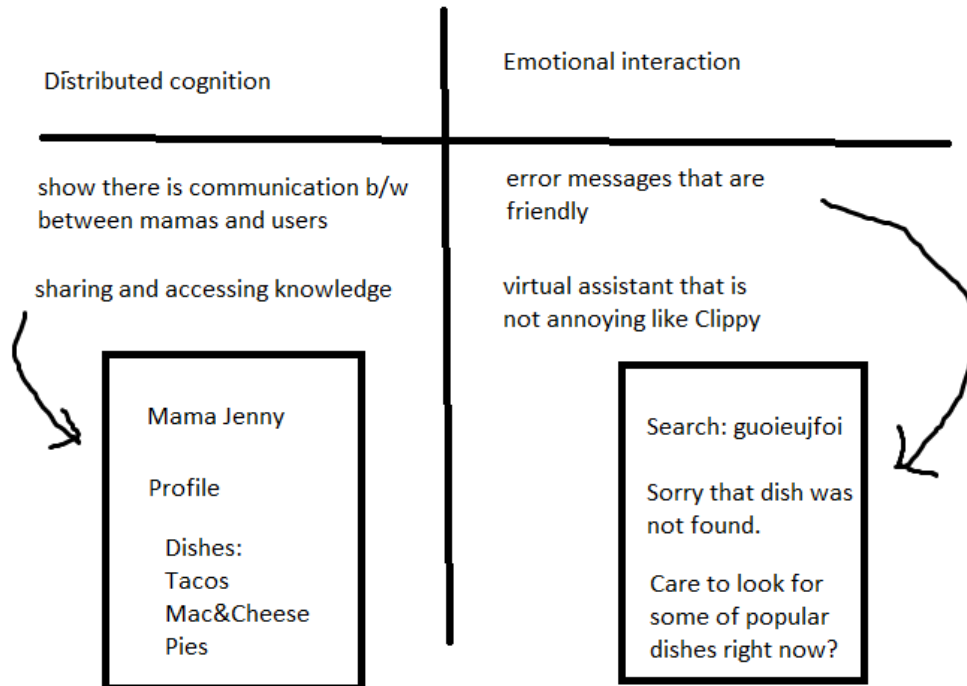 Distributed cognition
Emotional interaction
show there is communication b/w
between mamas and users
sharing and accessing knowledge
error messages that are
friendly
virtual assistant that is
not annoying like Clippy
Mama Jenny
Profile
Dishes:
Tacos
Mac&Cheese
Pies
Search: guoieujfoi
Sorry that dish was
not found.
Care to look for
some of popular
dishes right now?